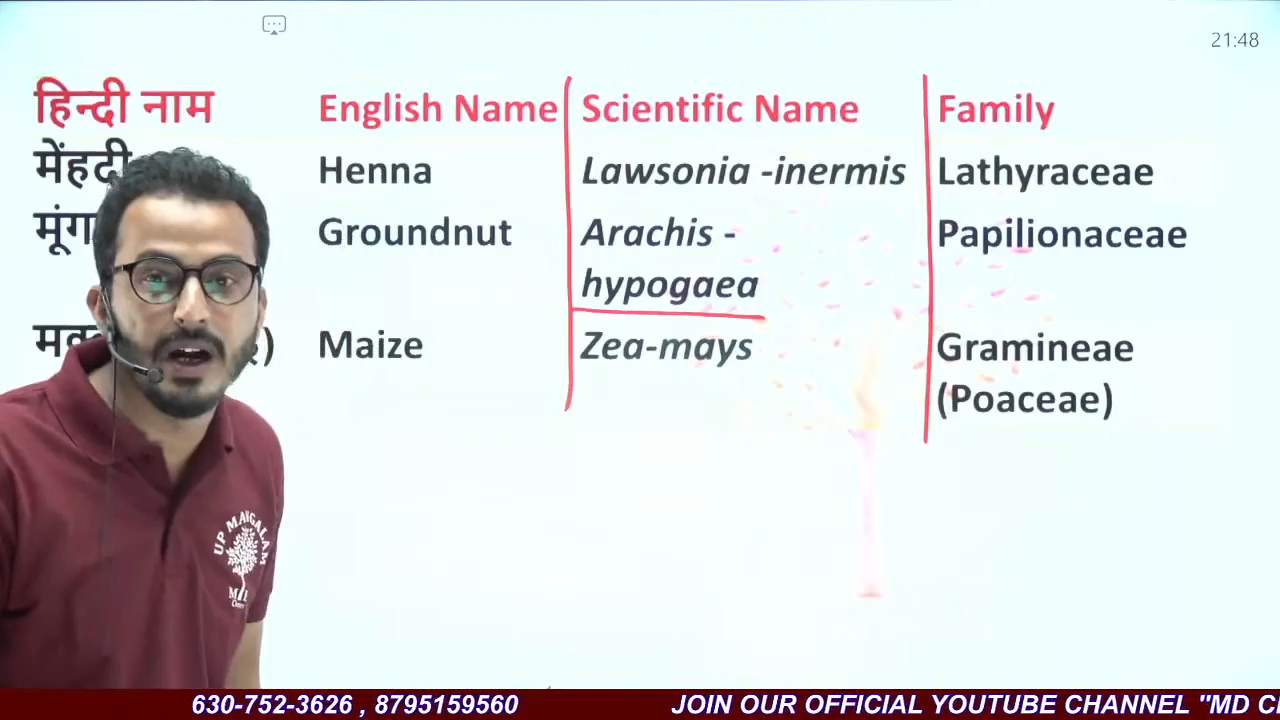 21:48
हिन्दी नाम English Name Scientific Name Family
मेंहदी Henna Lawsonia -inermis Lathyraceae
मूंग Groundnut Arachis - Papilionaceae
hypogaea
Maize Zea-mays Gramineae
(Poaceae)
UP MANGALAM
630-752-3626 , 8795159560 JOIN OUR OFFICIAL YOUTUBE CHANNEL "MD